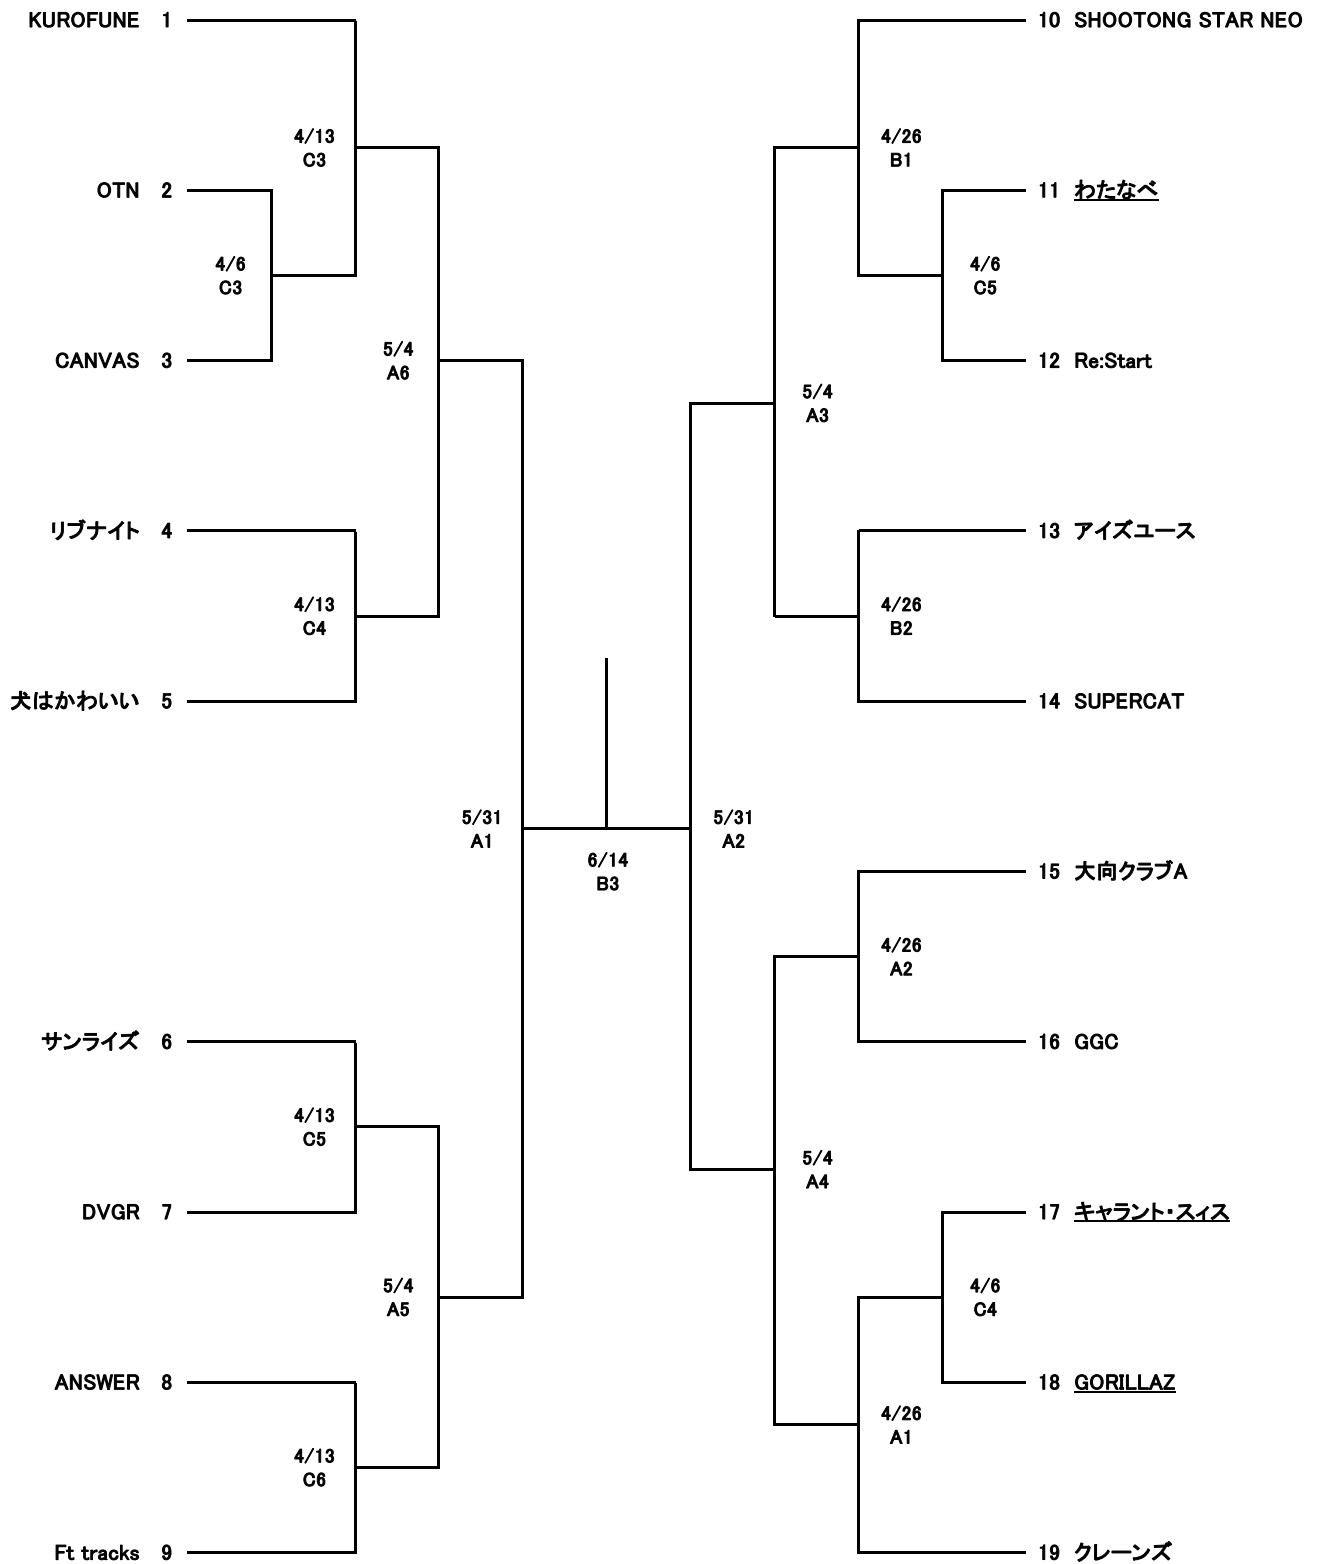 KUROFUNE 1
4/13
C3
OTN 2
4/6
C3
CANVAS 3
5/4
A6
リブナイト 4
4/13
C4
犬はかわいい 5
5/31
A1
サンライズ 6
4/13
C5
DVGR 7
5/4
A5
ANSWER 8
4/13
C6
Ft tracks 9
6/14
B3
10 SHOOTONG STAR NEO
4/26
B1
11 わたなべ
4/6
C5
12 Re:Start
5/4
A3
13 アイズユース
4/26
B2
14 SUPERCAT
5/31
A2
15 大向クラブA
4/26
A2
16 GGC
5/4
A4
17 キャラント・スィス
4/6
C4
18 GORILLAZ
4/26
A1
19 クレーンズ